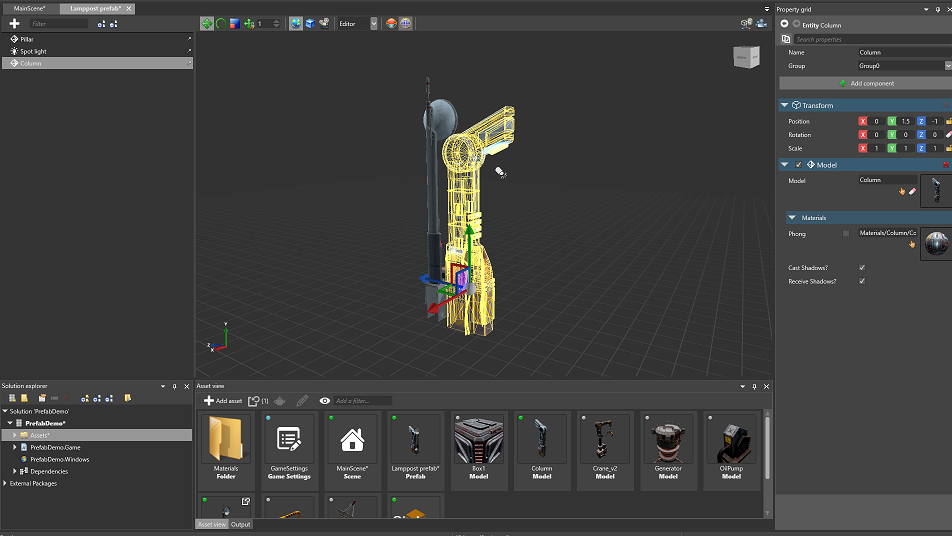 MainScene*
Lamppost prefab*
Filter
Pillar
Spot light
Column
1
Editor
Y
Z
X
Property grid
Entity Column
Search properties
Name
Column
Group
Group0
Add component
Transform
Position
X
0
Y
1.5
Z
-1
Rotation
X
0
Y
0
Z
0
Scale
X
1
Y
1
Z
1
Model
Model
Column
Materials
Phong
Materials/Column/Cc
Cast Shadows?
Receive Shadows?
Solution explorer
Solution 'PrefabDemo'
PrefabDemo*
Assets*
PrefabDemo.Game
PrefabDemo.Windows
Dependencies
External Packages
Asset view
Add asset
(1)
Add a filter...
Materials
Folder
GameSettings
Game Settings
MainScene*
Scene
Lamppost prefab*
Prefab
Box1
Model
Column
Model
Crane_v2
Model
Generator
Model
OilPump
Model
Asset view
Output